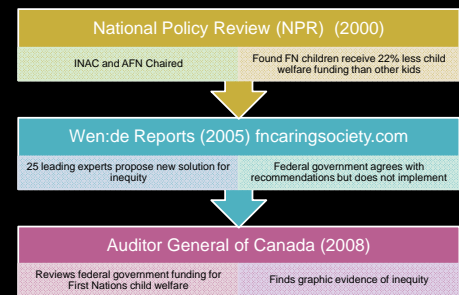 National Policy Review (NPR) (2000)
INAC and AFN Chaired
Found FN children receive 22% less child
welfare funding than other kids
Wen:de Reports (2005) fncaringsociety.com
25 leading experts propose new solution for
inequity
Federal government agrees with
recommendations but does not implement
Auditor General of Canada (2008)
Reviews federal government funding for
First Nations child welfare
Finds graphic evidence of inequity